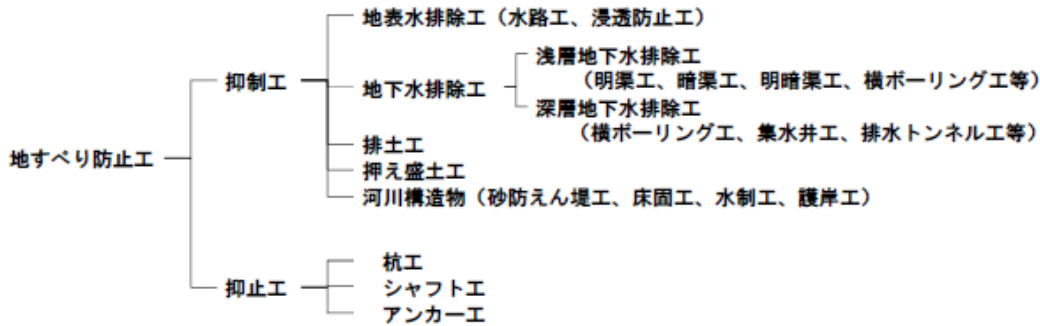 地表水排除工（水路工、浸透防止工）
浅層地下水排除工
（明渠工、暗渠工、明暗渠工、横ボーリング工等）
抑制工
地下水排除工
深層地下水排除工
（横ボーリング工、集水井工、排水トンネル工等）
排土工
地すべり防止工
押え盛土工
河川構造物（砂防えん堤工、床固工、水制工、護岸工）
杭工
抑止工
シャフト工
アンカー工